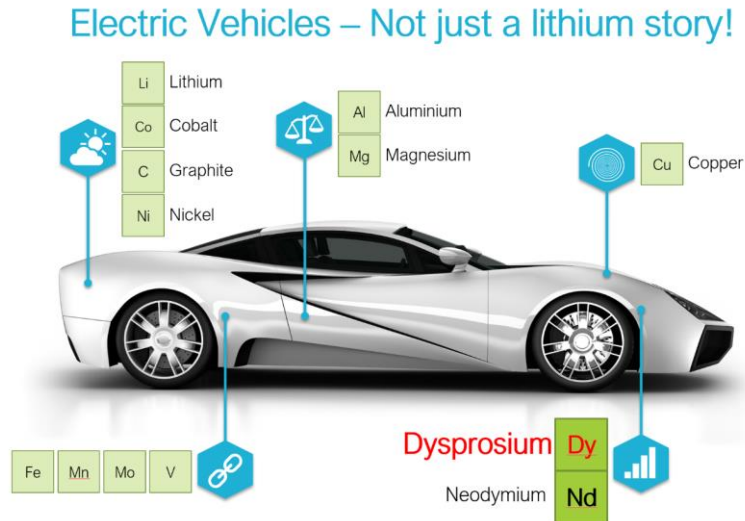 Electric Vehicles – Not just a lithium story!
Li Lithium
Co Cobalt
C Graphite
Ni Nickel
Al Aluminium
Mg Magnesium
Cu Copper
Fe Mn Mo V
Dysprosium Dy
Neodymium Nd